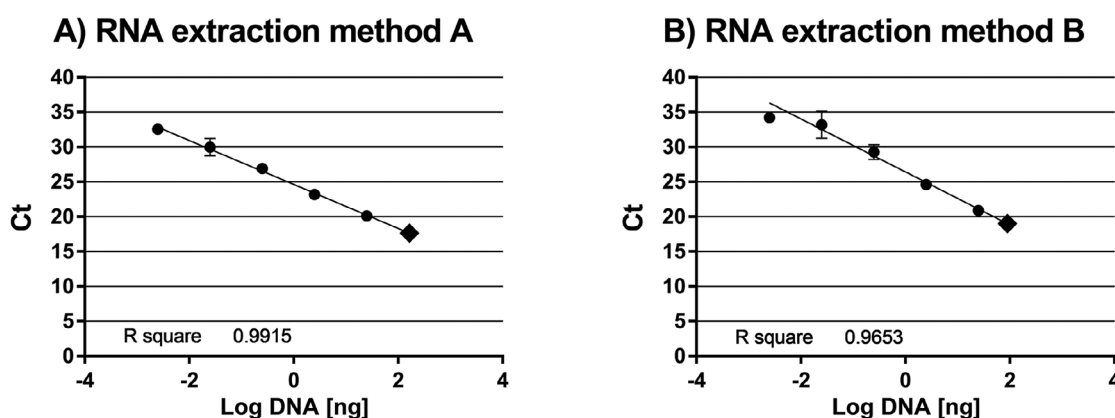 A) RNA extraction method A
40
35
30
25
20
15
10
5
0
Ct
R square 0.9915
-4 -2 0 2 4
Log DNA [ng]
B) RNA extraction method B
40
35
30
25
20
15
10
5
0
Ct
R square 0.9653
-4 -2 0 2 4
Log DNA [ng]